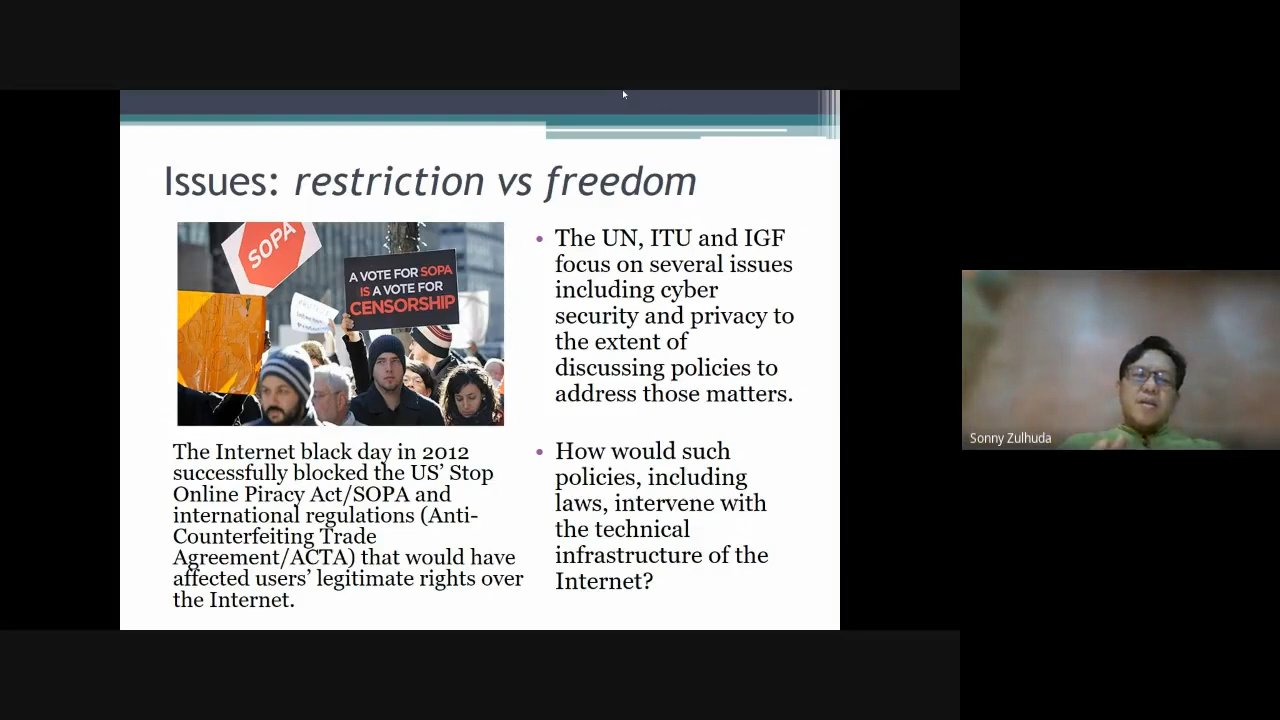 Issues: restriction vs freedom
SOPA
A VOTE FOR SOPA
IS A VOTE FOR
CENSORSHIP
The Internet black day in 2012
successfully blocked the US’ Stop
Online Piracy Act/SOPA and
international regulations (Anti-
Counterfeiting Trade
Agreement/ACTA) that would have
affected users’ legitimate rights over
the Internet.
• The UN, ITU and IGF
focus on several issues
including cyber
security and privacy to
the extent of
discussing policies to
address those matters.
• How would such
policies, including
laws, intervene with
the technical
infrastructure of the
Internet?
Sonny Zulhuda